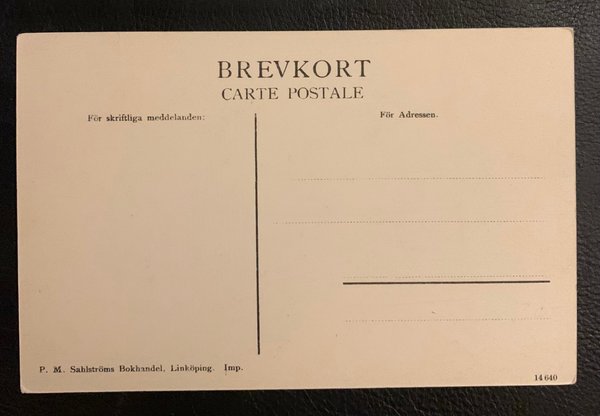 BREVKORT
CARTE POSTALE
För skriftliga meddelanden:
För Adressen.
P. M. Sahlströms Bokhandel, Linköping. Imp.
14640